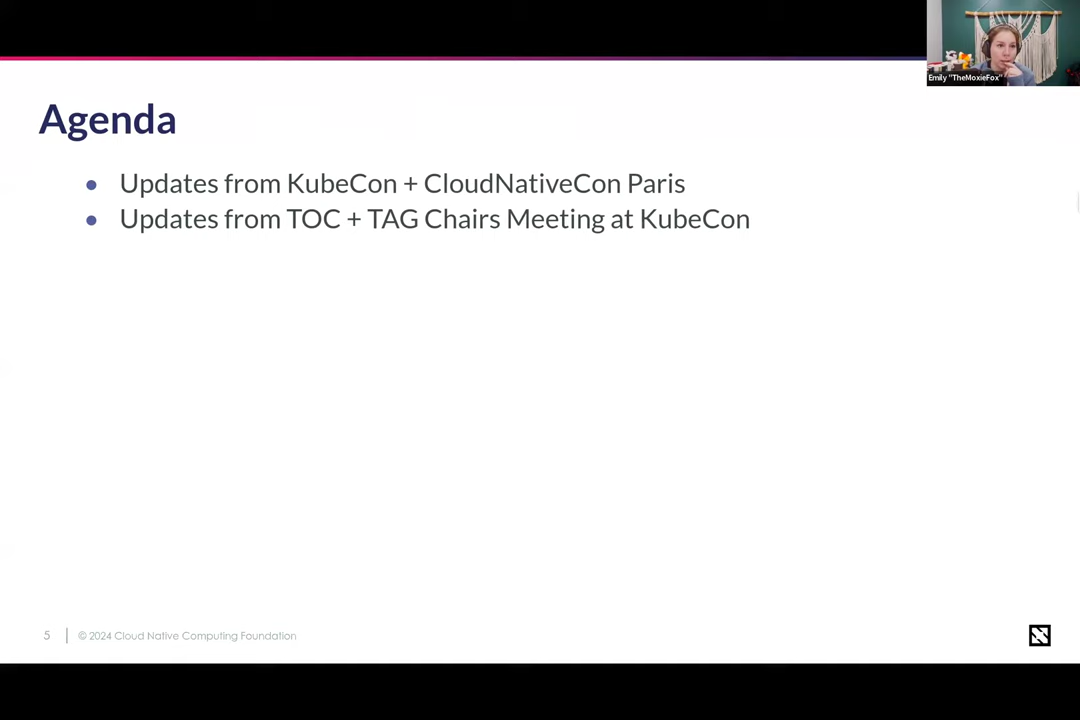 Emily "TheMoxieFox"
Agenda
● Updates from KubeCon + CloudNativeCon Paris
● Updates from TOC + TAG Chairs Meeting at KubeCon
5 | © 2024 Cloud Native Computing Foundation